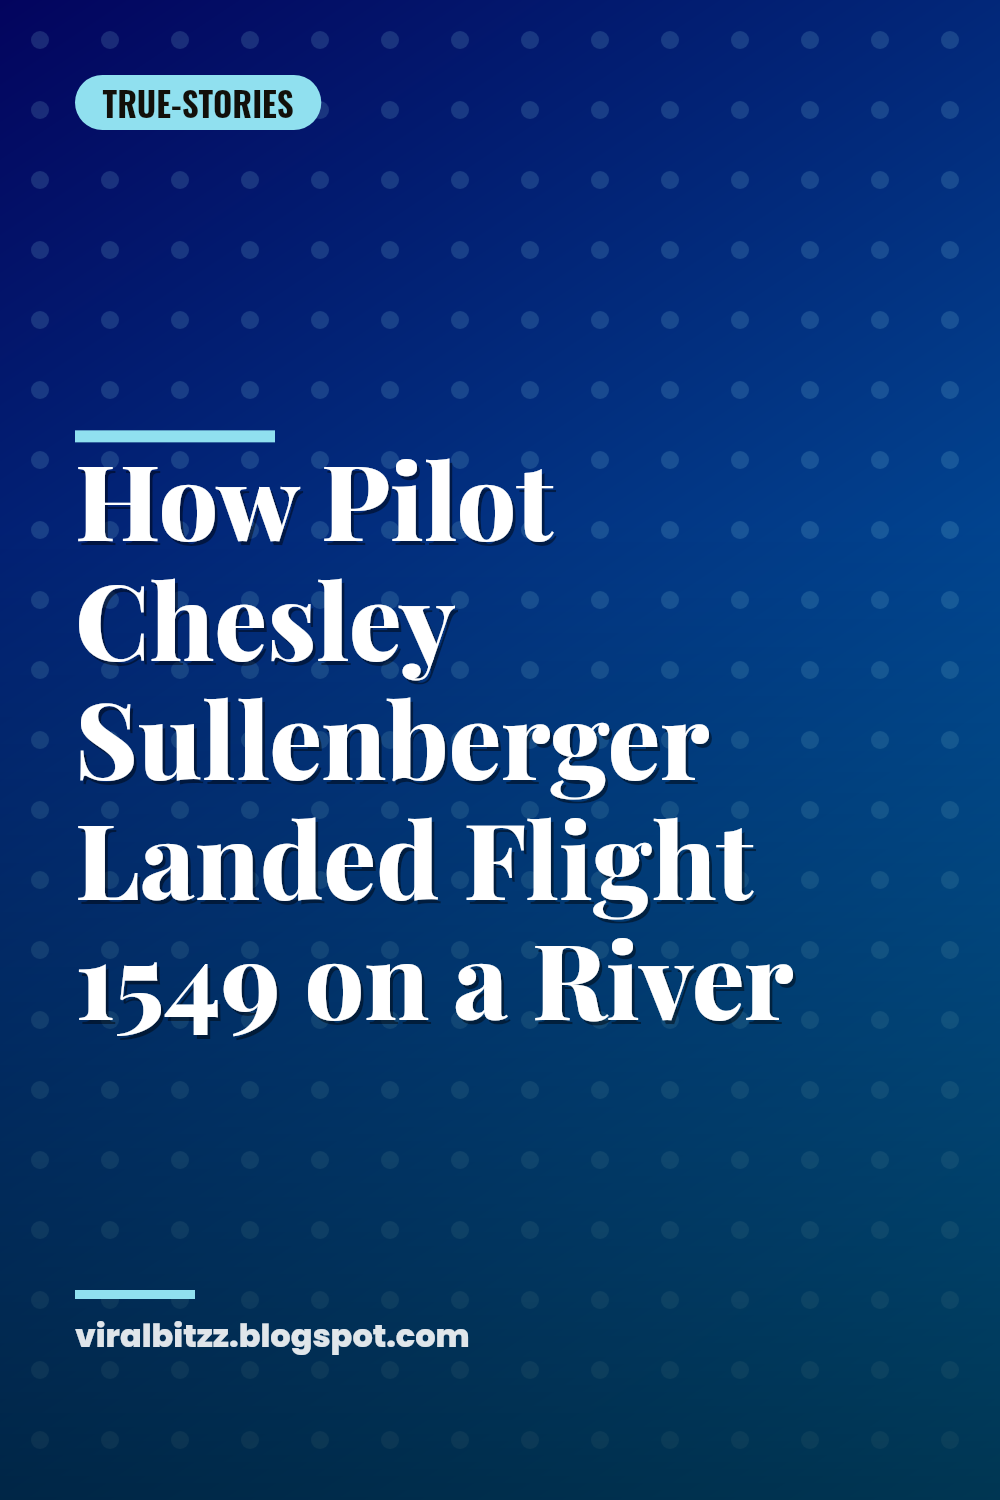 TRUE-STORIES
How Pilot
Chesley
Sullenberger
Landed Flight
1549 on a River
viralbitzz.blogspot.com